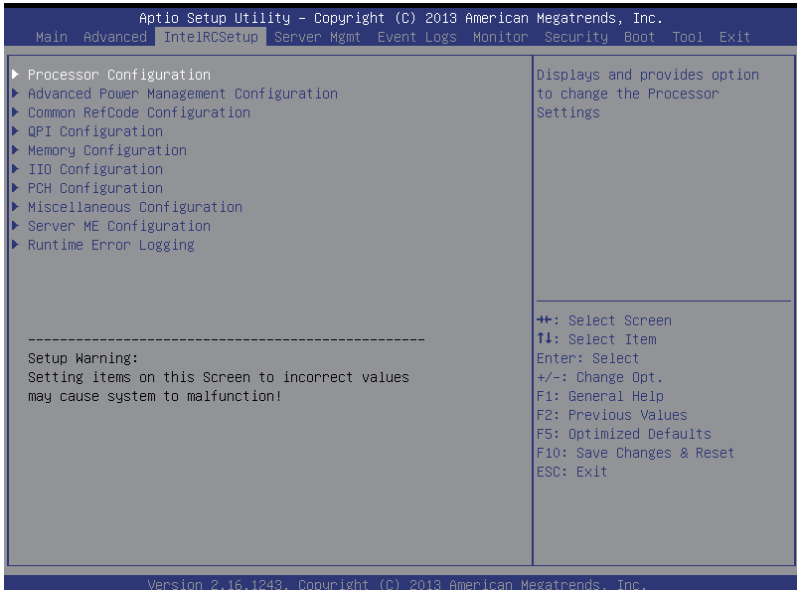 Aptio Setup Utility – Copyright (C) 2013 American Megatrends, Inc.
Main Advanced IntelRCSetup Server Mgmt Event Logs Monitor Security Boot Tool Exit
Processor Configuration
Advanced Power Management Configuration
Common RefCode Configuration
QPI Configuration
Memory Configuration
IIO Configuration
PCH Configuration
Miscellaneous Configuration
Server ME Configuration
Runtime Error Logging
--------------------------------------------------
Setup Warning:
Setting items on this Screen to incorrect values
may cause system to malfunction!
Displays and provides option
to change the Processor
Settings
→←: Select Screen
↑↓: Select Item
Enter: Select
+/-: Change Opt.
F1: General Help
F2: Previous Values
F5: Optimized Defaults
F10: Save Changes & Reset
ESC: Exit
Version 2.16.1243. Copyright (C) 2013 American Megatrends, Inc.